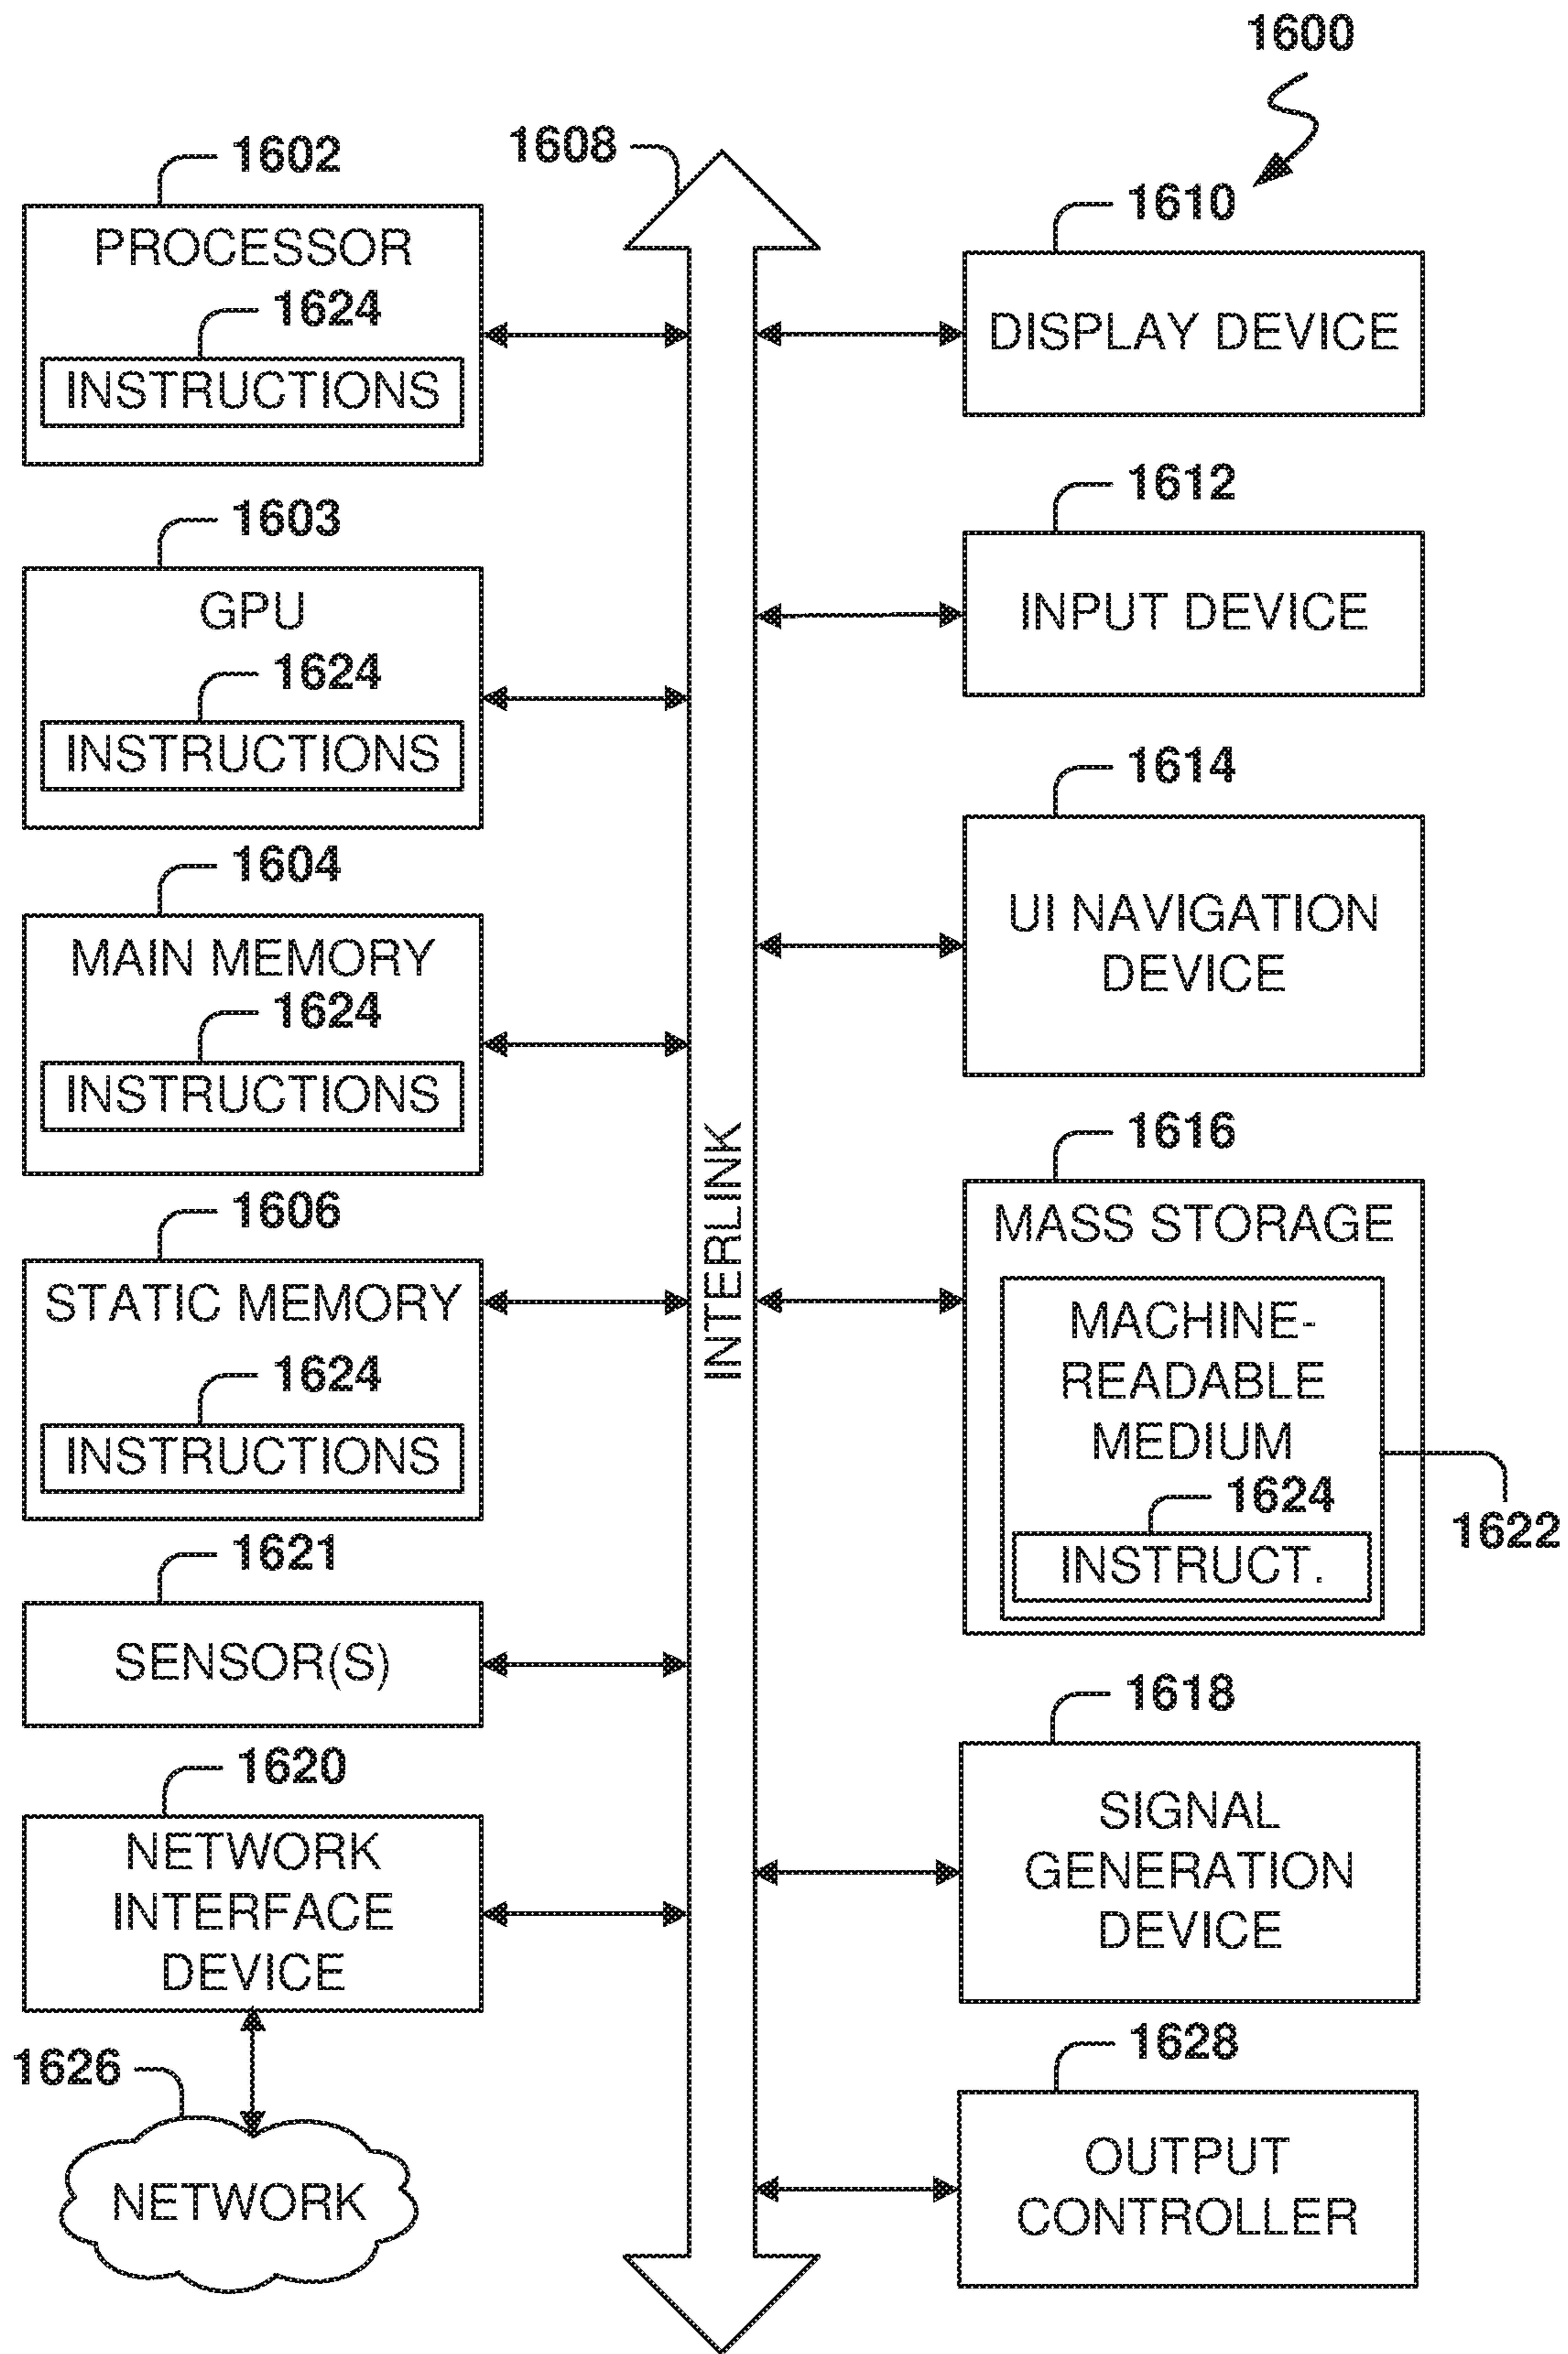 1600
1602
PROCESSOR
1624
INSTRUCTIONS
1603
GPU
1624
INSTRUCTIONS
1604
MAIN MEMORY
1624
INSTRUCTIONS
1606
STATIC MEMORY
1624
INSTRUCTIONS
1621
SENSOR(S)
1620
NETWORK
INTERFACE
DEVICE
1626
NETWORK
1608
INTERLINK
1610
DISPLAY DEVICE
1612
INPUT DEVICE
1614
UI NAVIGATION
DEVICE
1616
MASS STORAGE
MACHINE-
READABLE
MEDIUM
1624
INSTRUCT.
1622
1618
SIGNAL
GENERATION
DEVICE
1628
OUTPUT
CONTROLLER